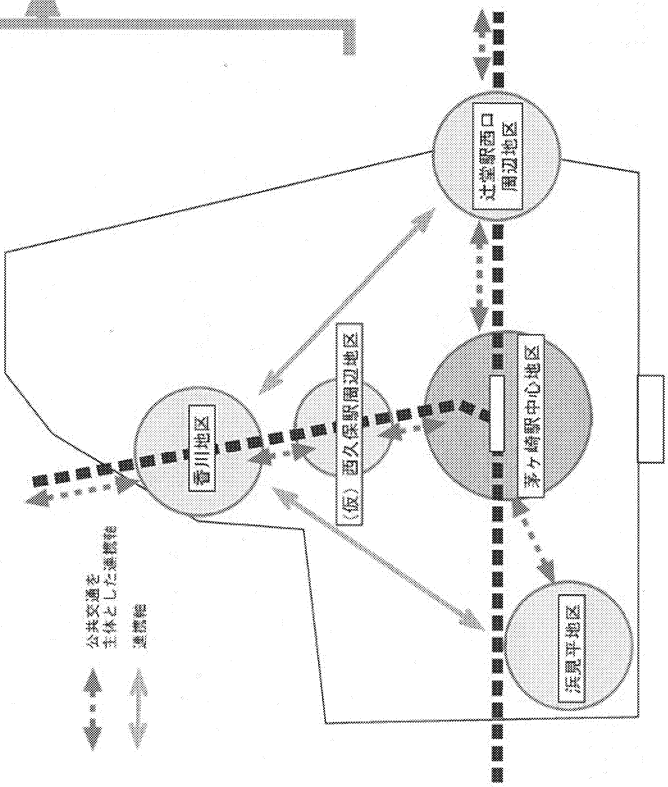 公共交通を
主体とした連携軸
連携軸
香川地区
（仮）西久保駅周辺地区
茅ヶ崎駅中心地区
辻堂駅西口
周辺地区
浜見平地区